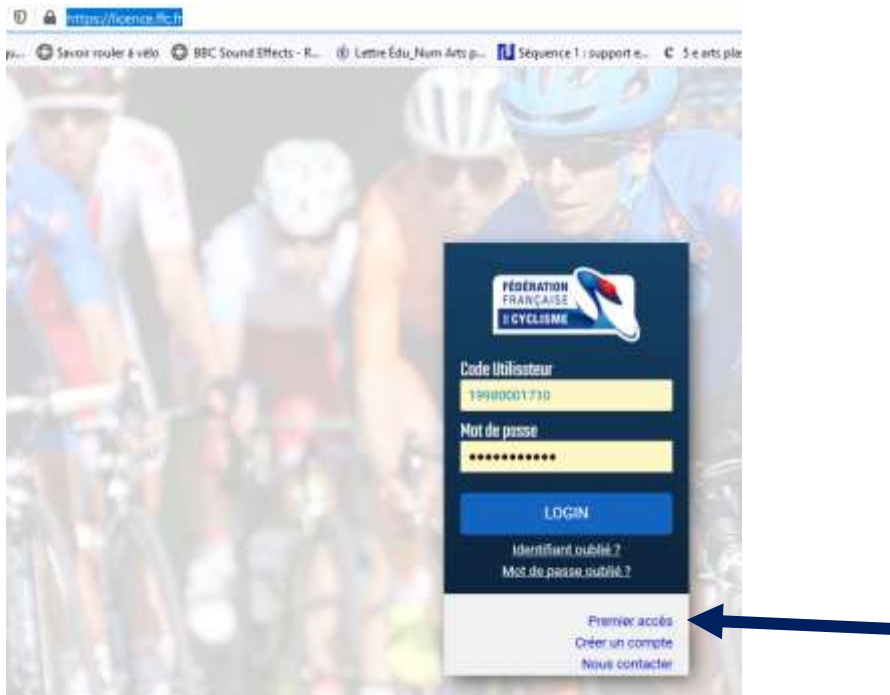 https://licence.ffc.fr
Savoir rouler à vélo BBC Sound Effects - R... Lettre Édu_Num Arts p... Séquence 1 : support e... 5 e arts plas
FÉDÉRATION
FRANÇAISE
DE CYCLISME
Code Utilisateur
19980001710
Mot de passe
•••••••••••
LOGIN
Identifiant oublié ?
Mot de passe oublié ?
Premier accès
Créer un compte
Nous contacter